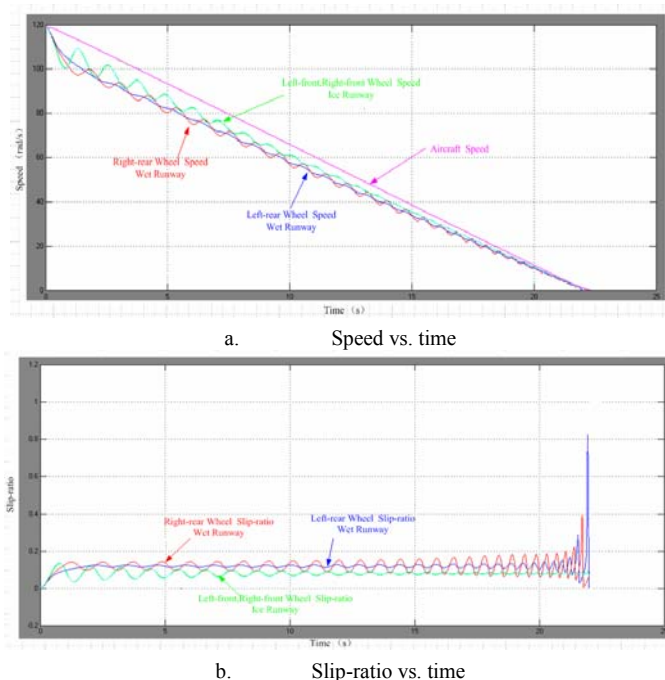 120
100
80
60
40
20
0
Speed (rad/s)
Left-front,Right-front Wheel Speed
Ice Runway
Right-rear Wheel Speed
Wet Runway
Aircraft Speed
Left-rear Wheel Speed
Wet Runway
0 5 10 15 20 25
Time (s)
a. Speed vs. time
1.2
1
0.8
0.6
0.4
0.2
0
0.2
Slip-ratio
Right-rear Wheel Slip-ratio
Wet Runway
Left-rear Wheel Slip-ratio
Wet Runway
Left-front,Right-front Wheel Slip-ratio
Ice Runway
0 5 10 15 20 25
Time (s)
b. Slip-ratio vs. time